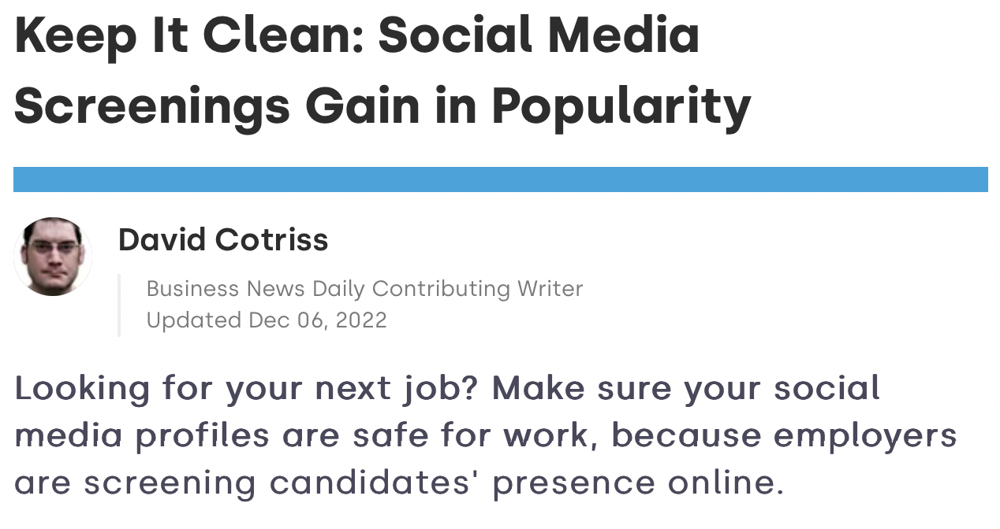 Keep It Clean: Social Media
Screenings Gain in Popularity
David Cotriss
Business News Daily Contributing Writer
Updated Dec 06, 2022
Looking for your next job? Make sure your social
media profiles are safe for work, because employers
are screening candidates' presence online.